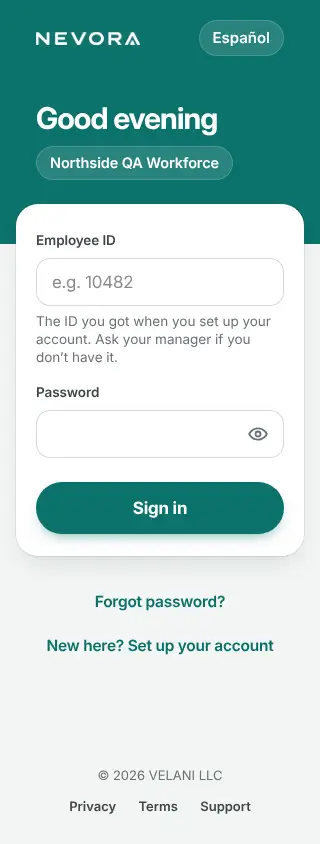 NEVORA
Español
Good evening
Northside QA Workforce
Employee ID
e.g. 10482
The ID you got when you set up your
account. Ask your manager if you
don’t have it.
Password
Sign in
Forgot password?
New here? Set up your account
© 2026 VELANI LLC
Privacy Terms Support